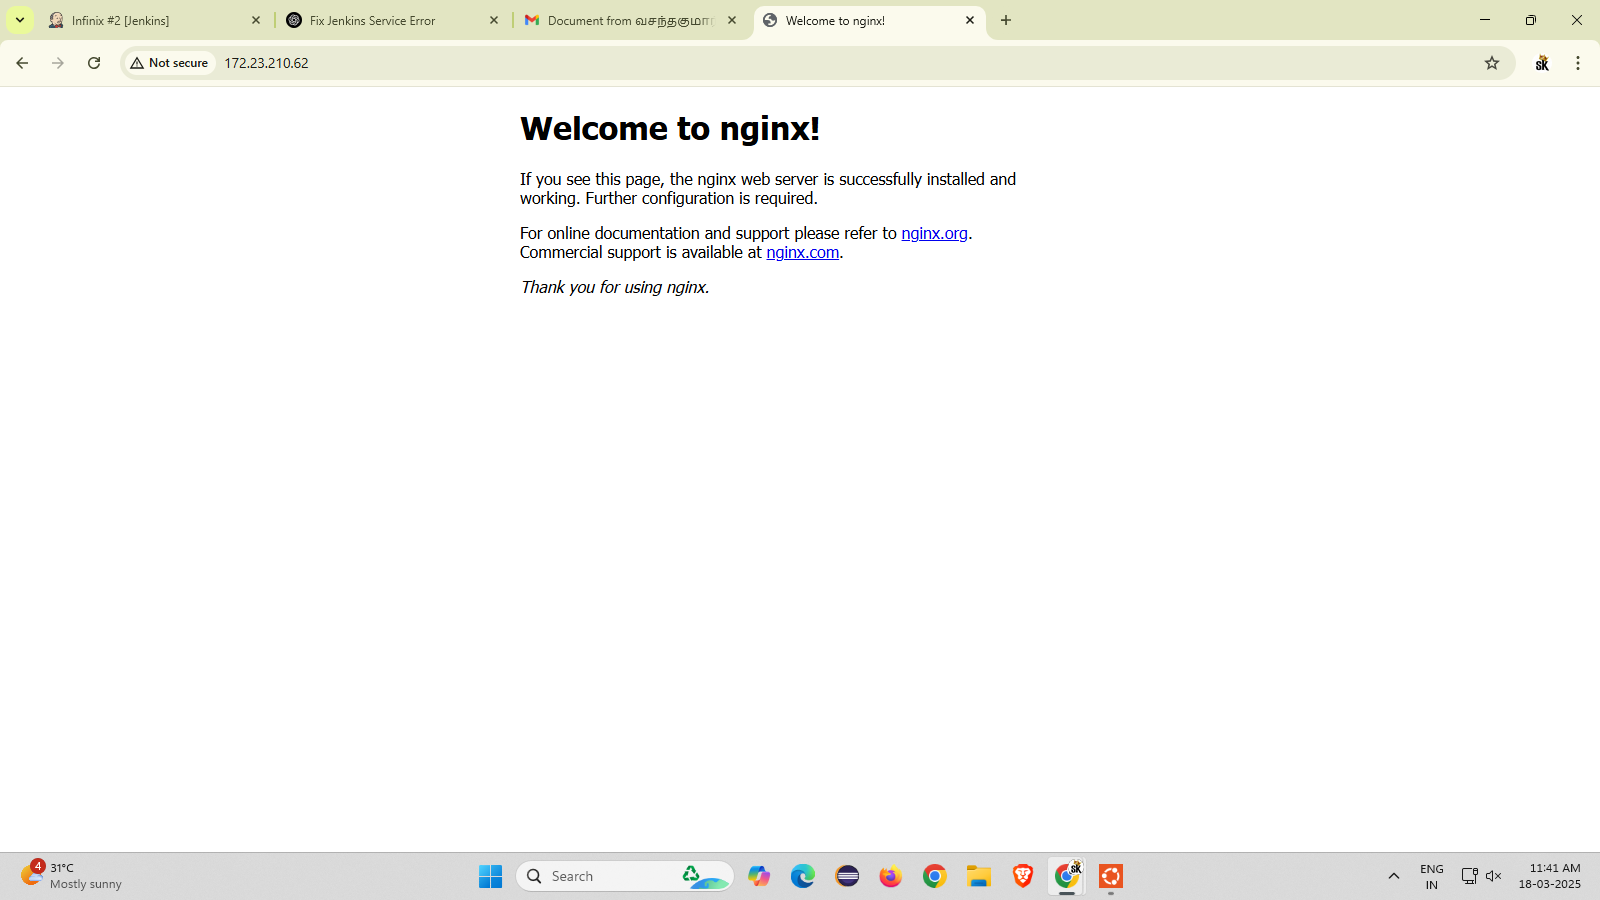 Infinix #2 [Jenkins]
Fix Jenkins Service Error
Document from வசந்தகுமார்
Welcome to nginx!
Not secure
172.23.210.62
SK
Welcome to nginx!
If you see this page, the nginx web server is successfully installed and
working. Further configuration is required.
For online documentation and support please refer to nginx.org.
Commercial support is available at nginx.com.
Thank you for using nginx.
4
31°C
Mostly sunny
Search
SK
ENG
IN
11:41 AM
18-03-2025